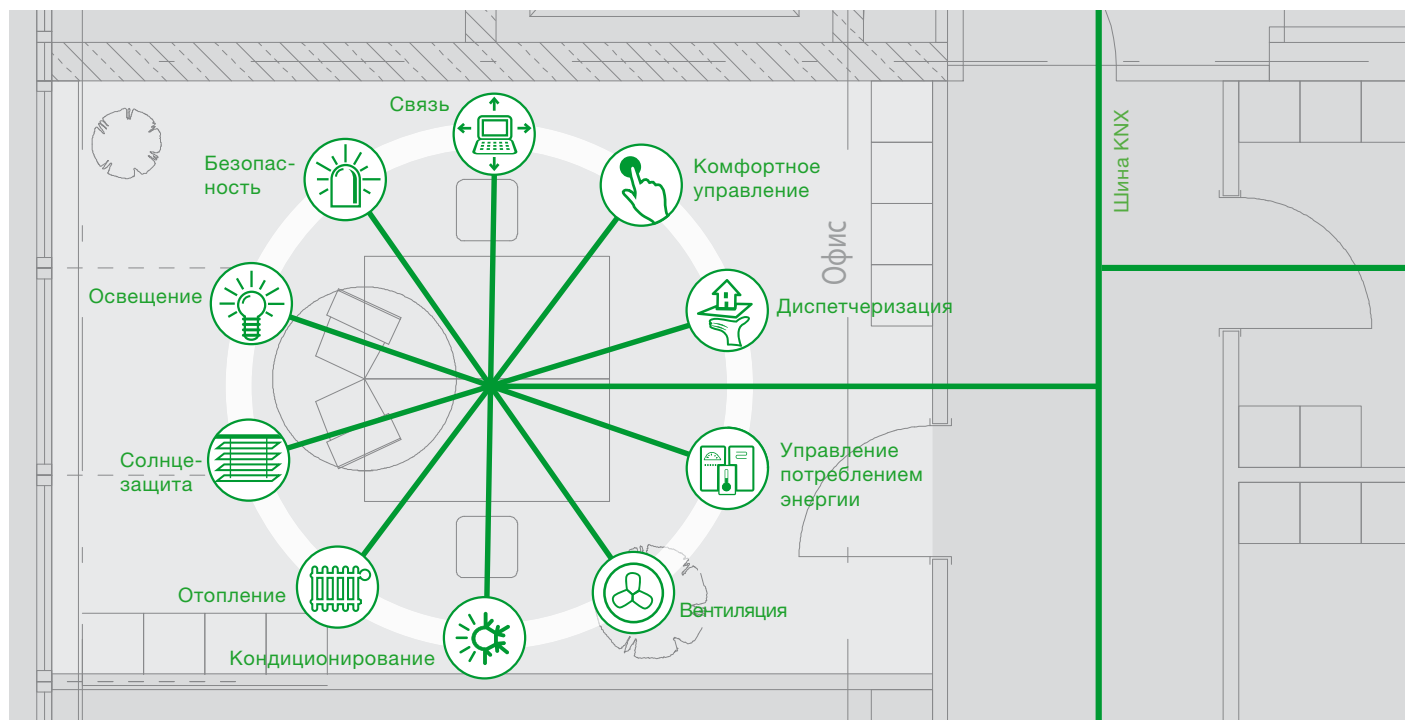 Связь
Безопас-
ность
Комфортное
управление
Шина KNX
Офис
Освещение
Диспетчеризация
Солнце-
защита
Управление
потреблением
энергии
Отопление
Вентиляция
Кондиционирование